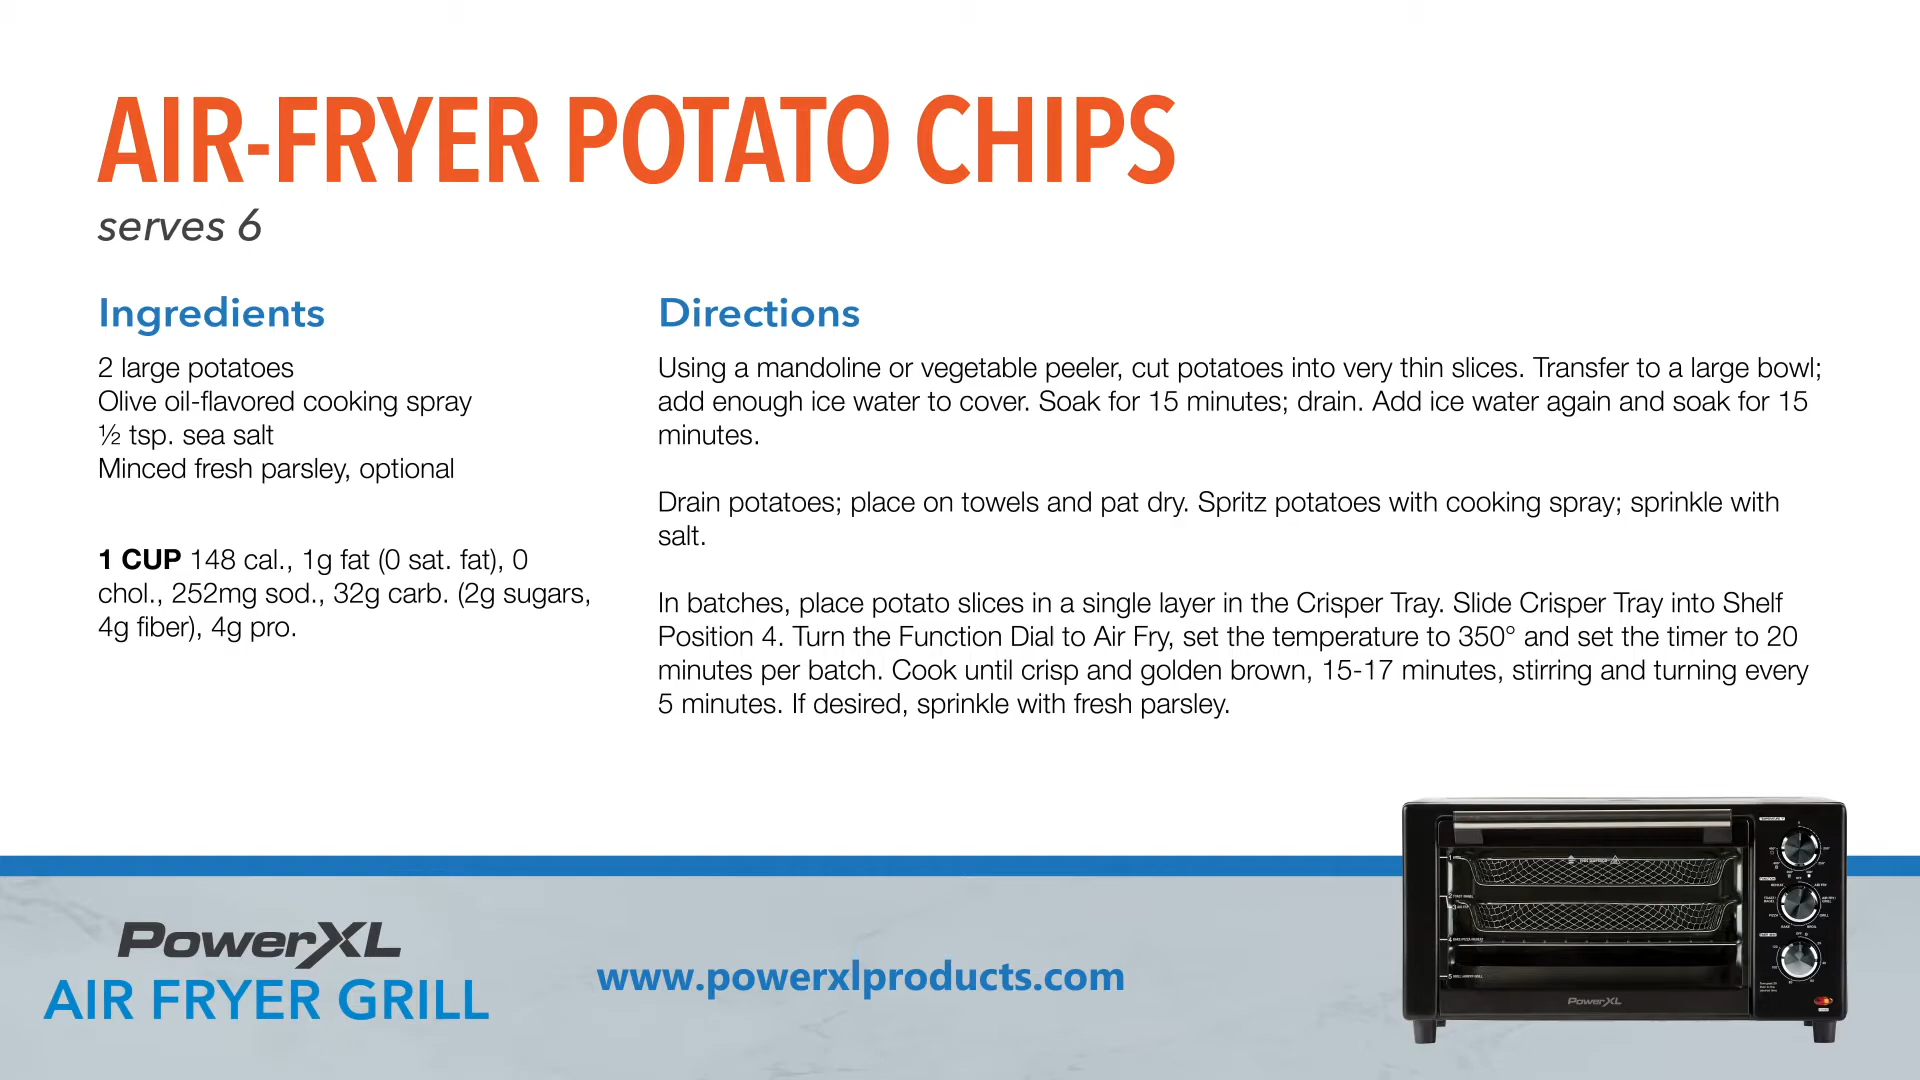 AIR-FRYER POTATO CHIPS
serves 6
Ingredients
2 large potatoes
Olive oil-flavored cooking spray
½ tsp. sea salt
Minced fresh parsley, optional
1 CUP 148 cal., 1g fat (0 sat. fat), 0
chol., 252mg sod., 32g carb. (2g sugars,
4g fiber), 4g pro.
Directions
Using a mandoline or vegetable peeler, cut potatoes into very thin slices. Transfer to a large bowl;
add enough ice water to cover. Soak for 15 minutes; drain. Add ice water again and soak for 15
minutes.
Drain potatoes; place on towels and pat dry. Spritz potatoes with cooking spray; sprinkle with
salt.
In batches, place potato slices in a single layer in the Crisper Tray. Slide Crisper Tray into Shelf
Position 4. Turn the Function Dial to Air Fry, set the temperature to 350° and set the timer to 20
minutes per batch. Cook until crisp and golden brown, 15-17 minutes, stirring and turning every
5 minutes. If desired, sprinkle with fresh parsley.
PowerXL
AIR FRYER GRILL
www.powerxlproducts.com
PowerXL